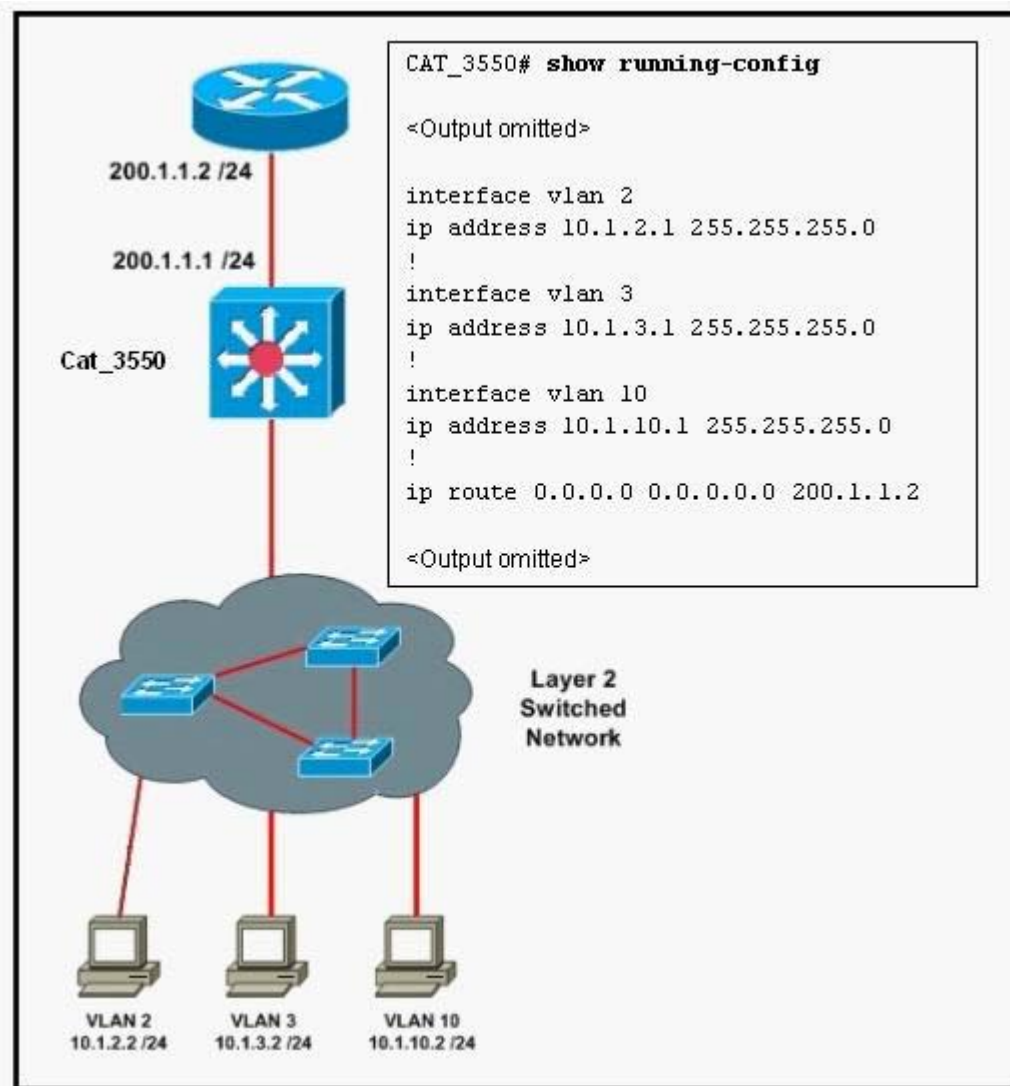 CAT_3550# show running-config
<Output omitted>
interface vlan 2
ip address 10.1.2.1 255.255.255.0
!
interface vlan 3
ip address 10.1.3.1 255.255.255.0
!
interface vlan 10
ip address 10.1.10.1 255.255.255.0
!
ip route 0.0.0.0 0.0.0.0 200.1.1.2
<Output omitted>
200.1.1.2 /24
200.1.1.1 /24
Cat_3550
Layer 2
Switched
Network
VLAN 2
10.1.2.2 /24
VLAN 3
10.1.3.2 /24
VLAN 10
10.1.10.2 /24